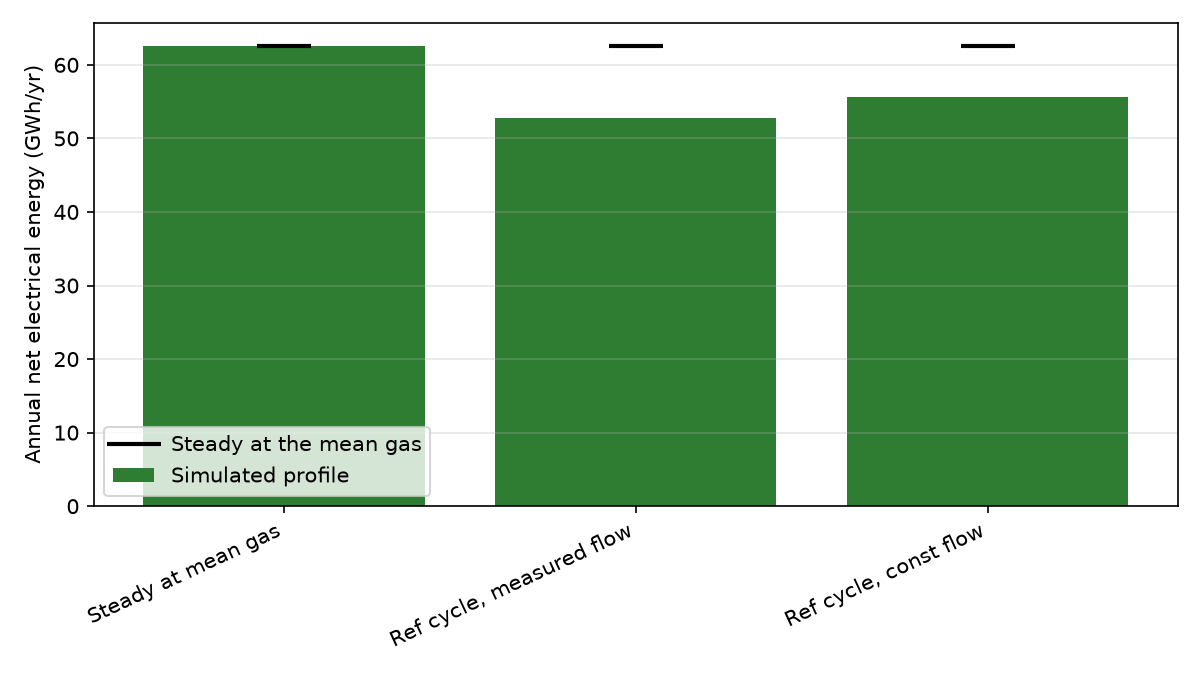 Annual net electrical energy (GWh/yr)
60
50
40
30
20
10
0
Steady at the mean gas
Simulated profile
Steady at mean gas
Ref cycle, measured flow
Ref cycle, const flow